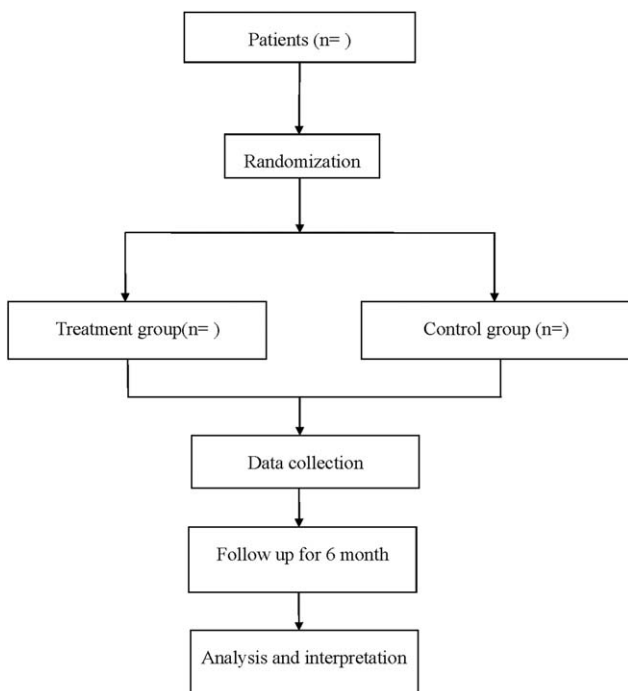 Patients (n= )
Randomization
Treatment group(n= )
Control group (n=)
Data collection
Follow up for 6 month
Analysis and interpretation